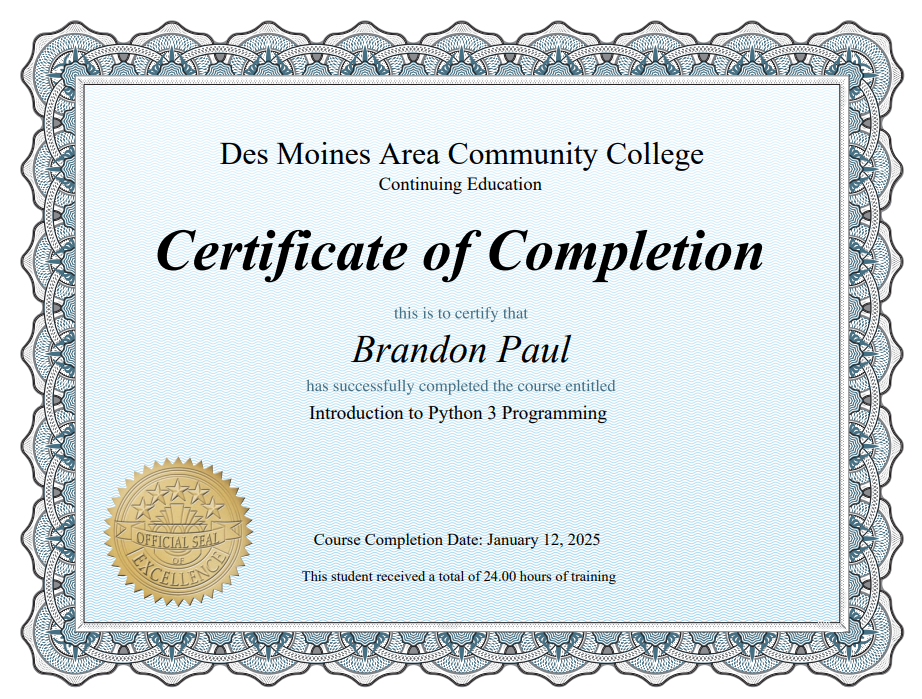 Des Moines Area Community College
Continuing Education
Certificate of Completion
this is to certify that
Brandon Paul
has successfully completed the course entitled
Introduction to Python 3 Programming
OFFICIAL SEAL
OF
EXCELLENCE
Course Completion Date: January 12, 2025
This student received a total of 24.00 hours of training